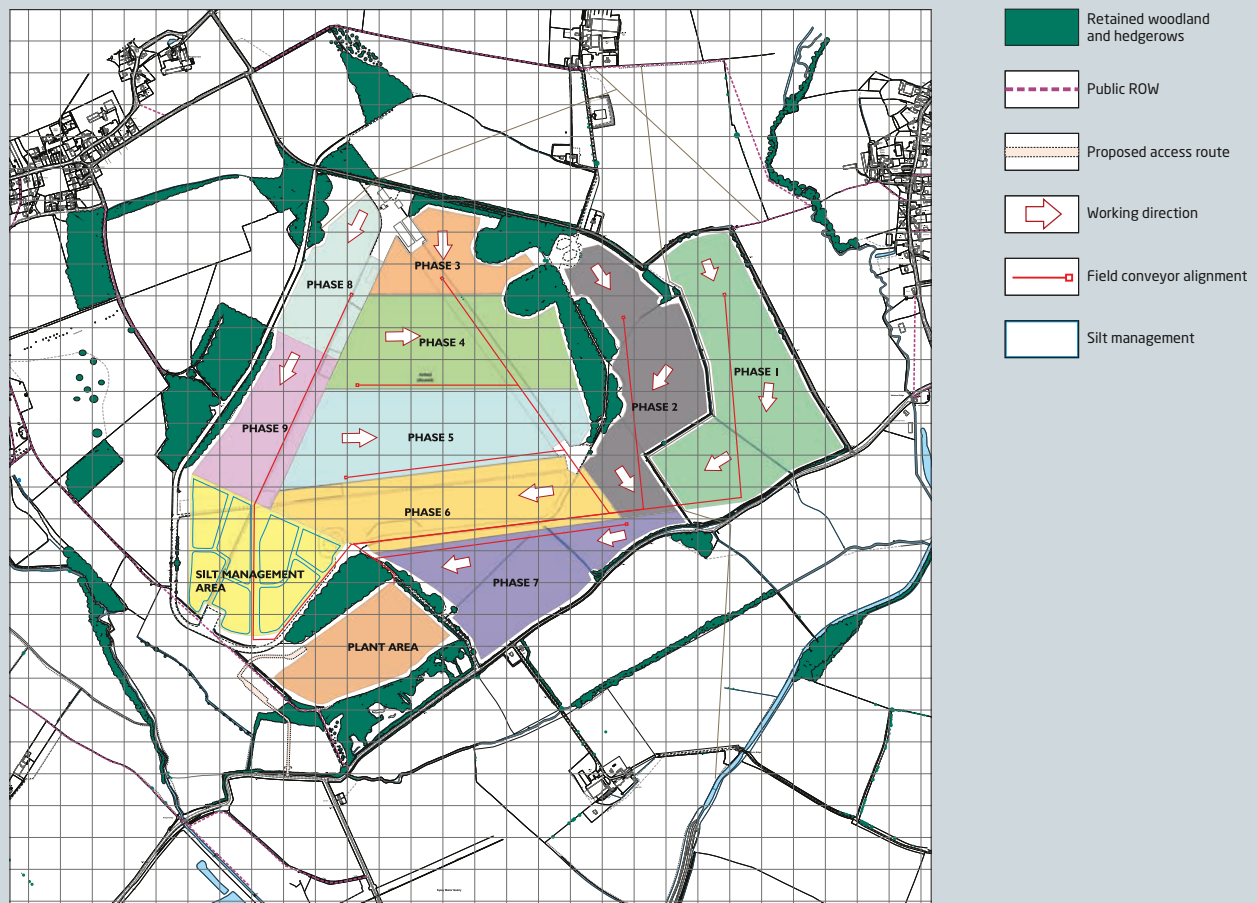 Retained woodland
and hedgerows
Public ROW
Proposed access route
Working direction
Field conveyor alignment
Silt management
PHASE 3
PHASE 8
PHASE 4
PHASE 1
PHASE 2
PHASE 9
PHASE 5
PHASE 6
SILT MANAGEMENT
AREA
PHASE 7
PLANT AREA